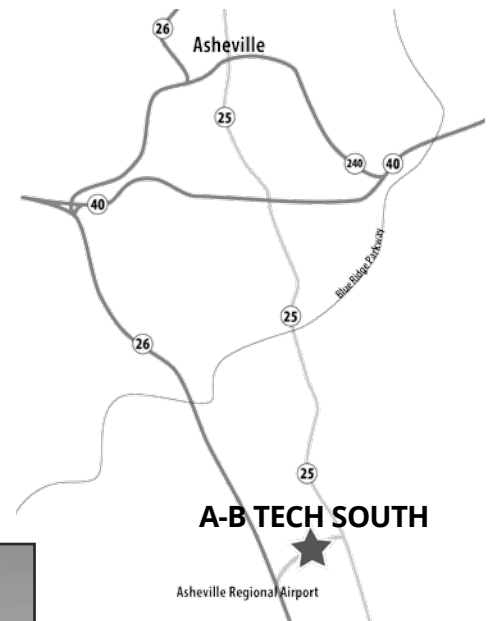 26
Asheville
25
240
40
40
Blue Ridge Parkway
25
26
25
A-B TECH SOUTH
Asheville Regional Airport